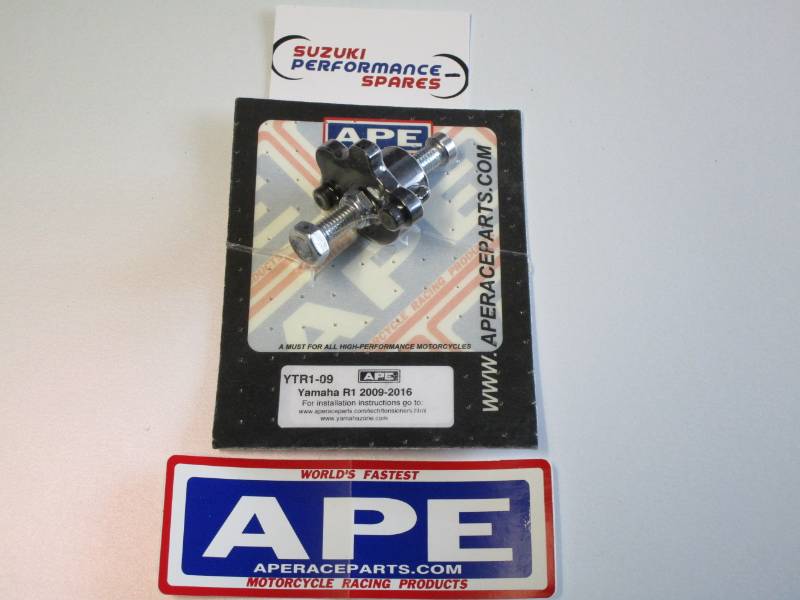 SUZUKI
PERFORMANCE
SPARES
APE
WWW.APERACEPARTS.COM
A MUST FOR ALL HIGH-PERFORMANCE MOTORCYCLES
YTR1-09 APE
Yamaha R1 2009-2016
For installation instructions go to:
www.aperaceparts.com/tech/tensioners.html
www.yamahazone.com
WORLD'S FASTEST
APE
APERACEPARTS.COM
MOTORCYCLE RACING PRODUCTS